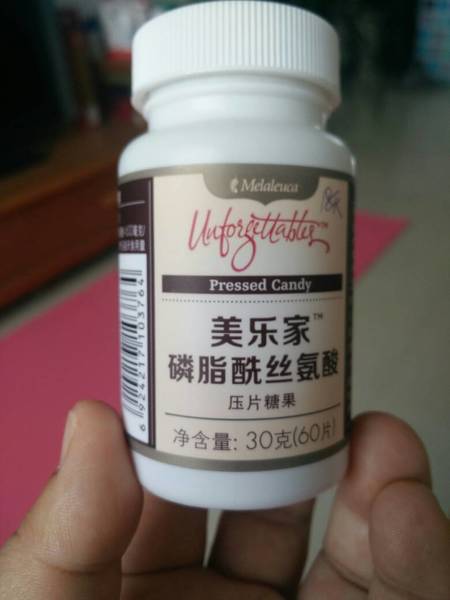 Melaleuca
Unforgettables™
Pressed Candy
美乐家™
磷脂酰丝氨酸
压片糖果
净含量: 30克(60片)
6924217103764